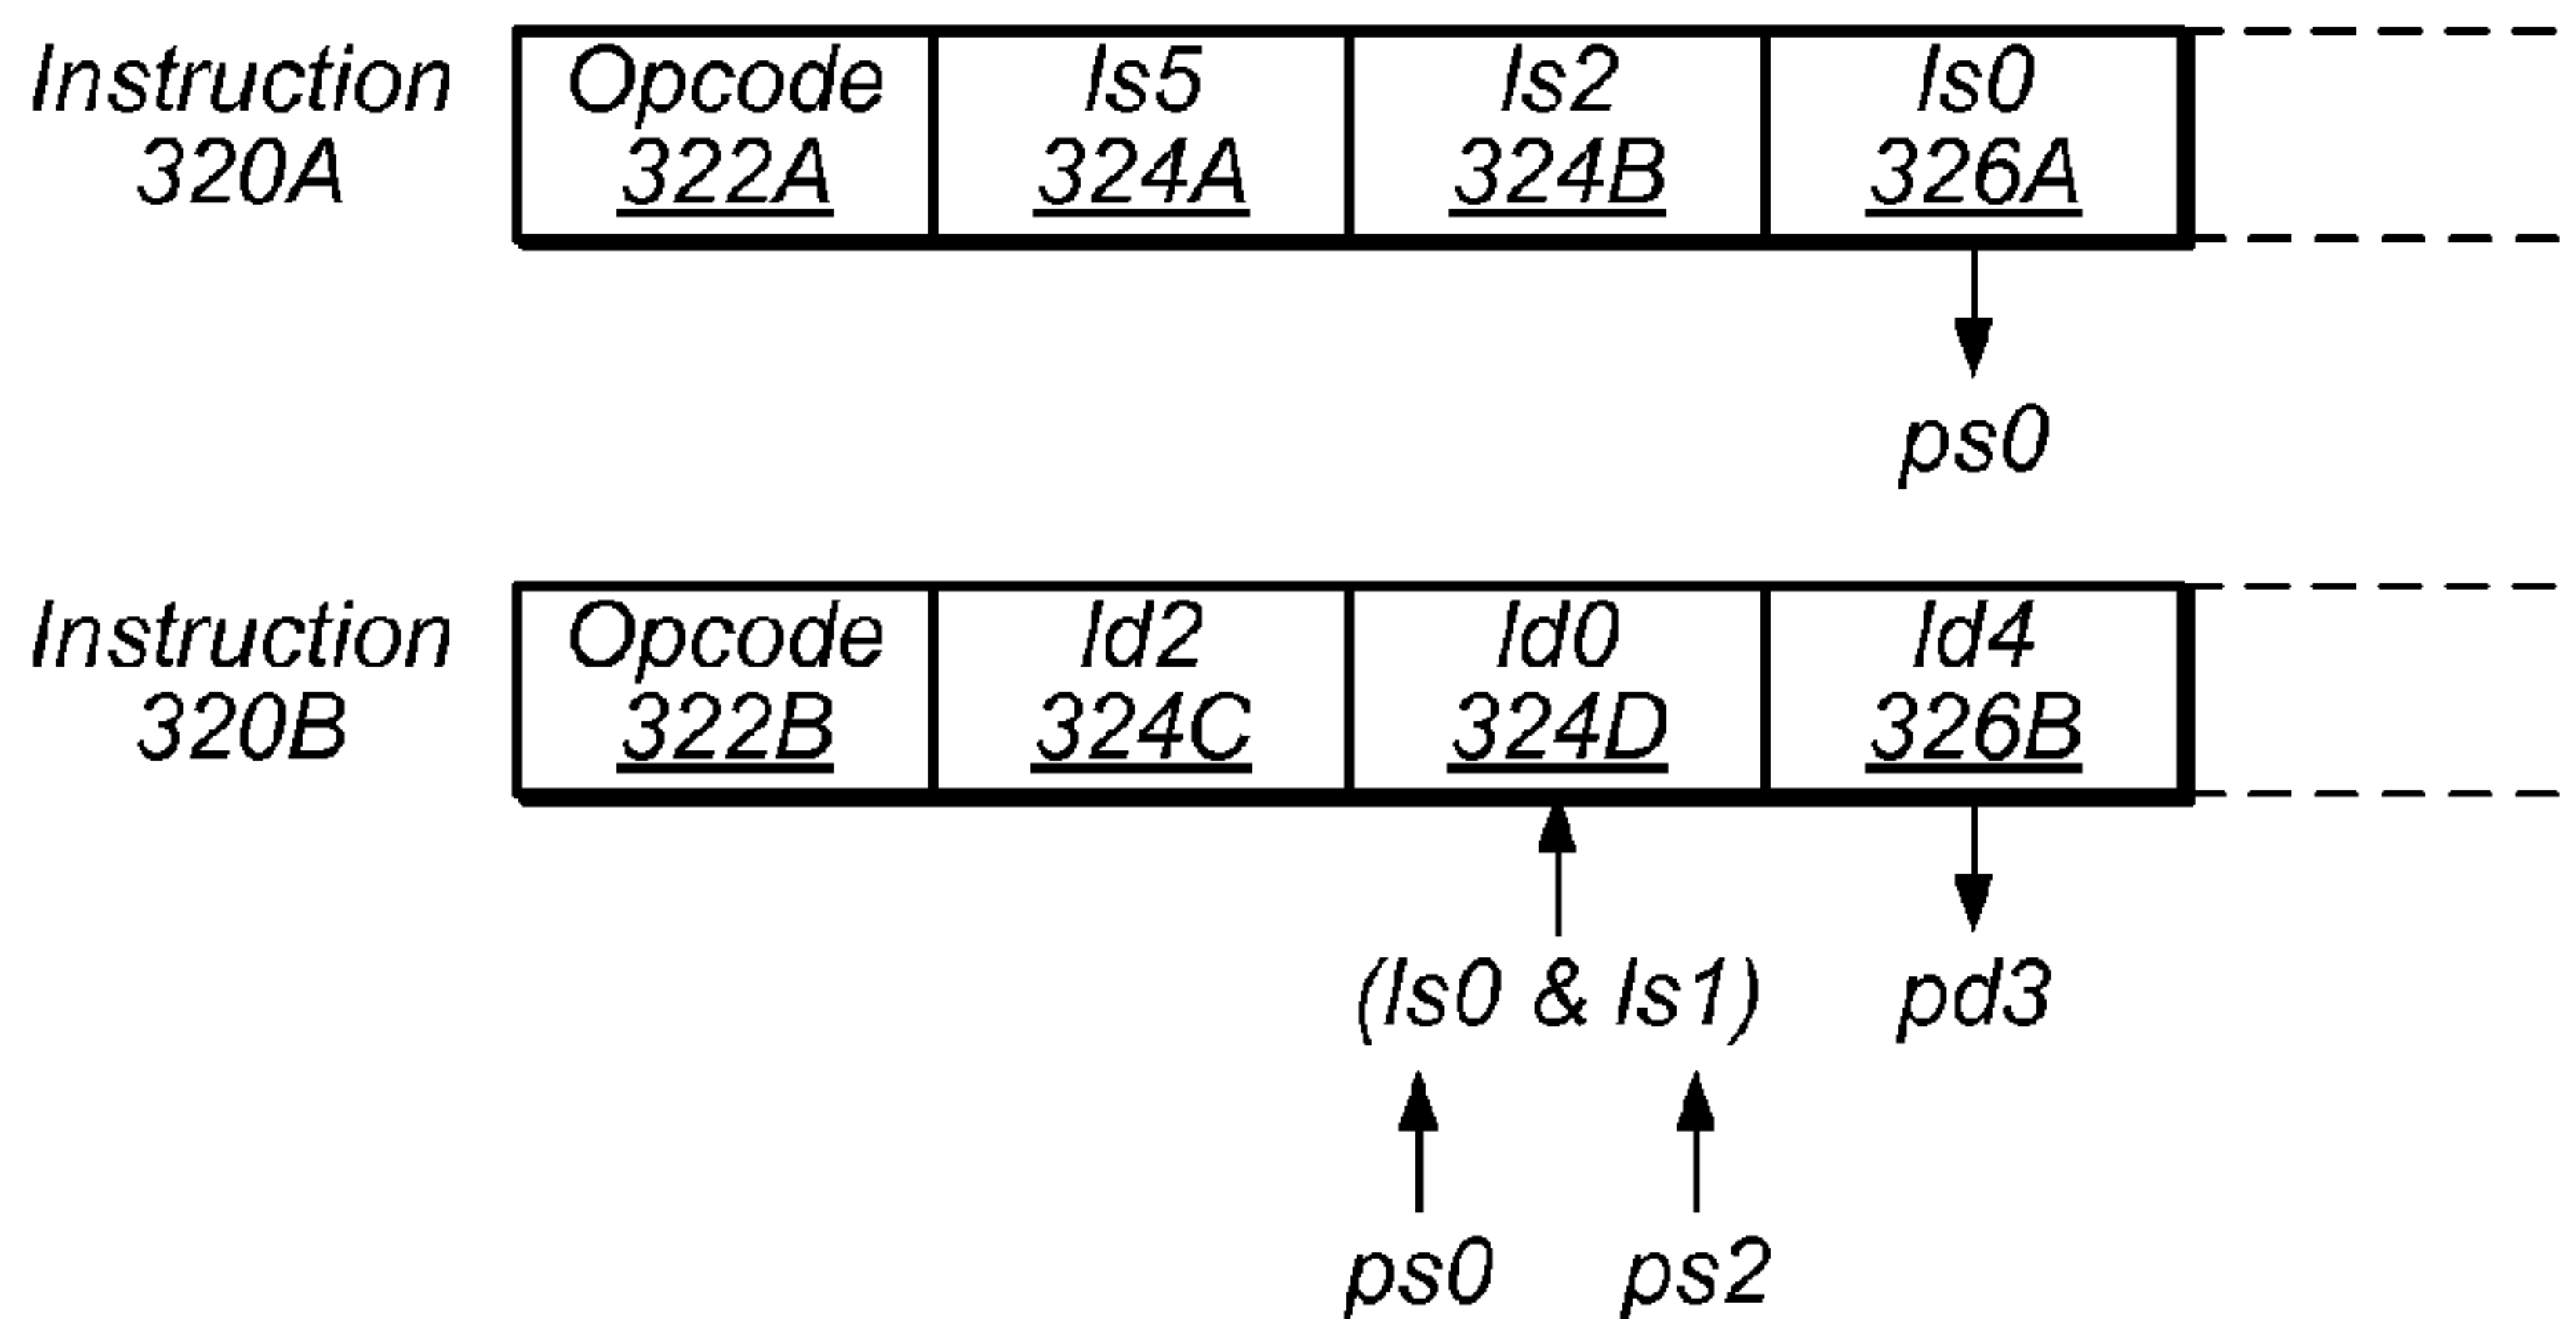 Instruction
320A
Opcode
322A
ls5
324A
ls2
324B
ls0
326A
ps0
Instruction
320B
Opcode
322B
ld2
324C
ld0
324D
ld4
326B
(ls0 & ls1)
pd3
ps0
ps2